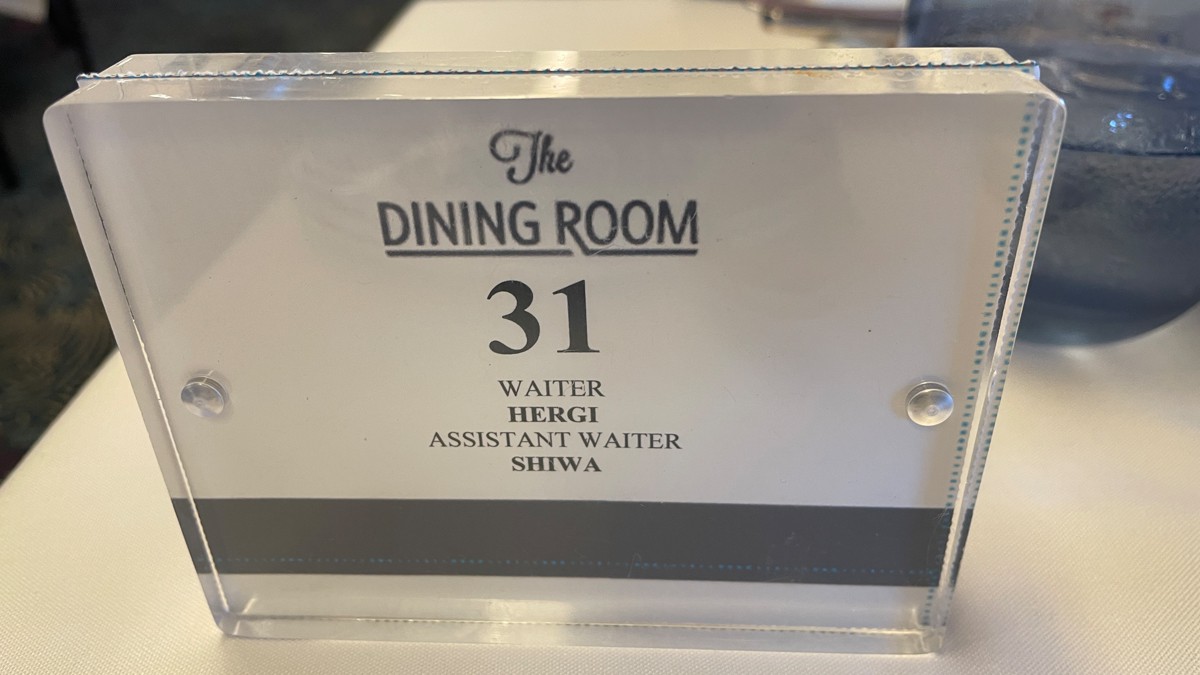 The
DINING ROOM
31
WAITER
HERGI
ASSISTANT WAITER
SHIWA